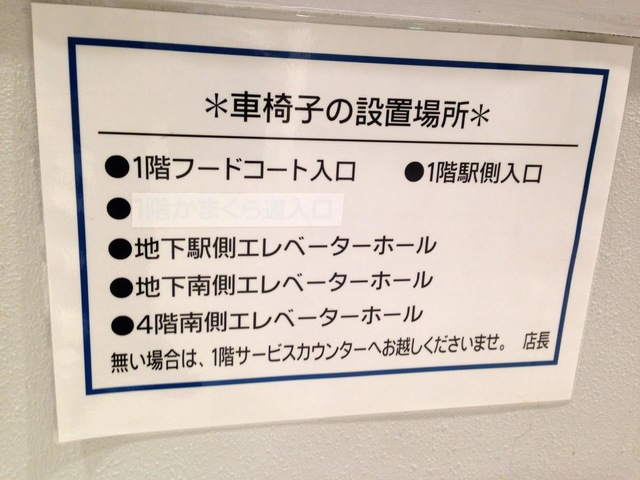 ＊車椅子の設置場所＊
●1階フードコート入口　●1階駅側入口
●1階かまくら道入口
●地下駅側エレベーターホール
●地下南側エレベーターホール
●4階南側エレベーターホール
無い場合は、1階サービスカウンターへお越しくださいませ。　店長